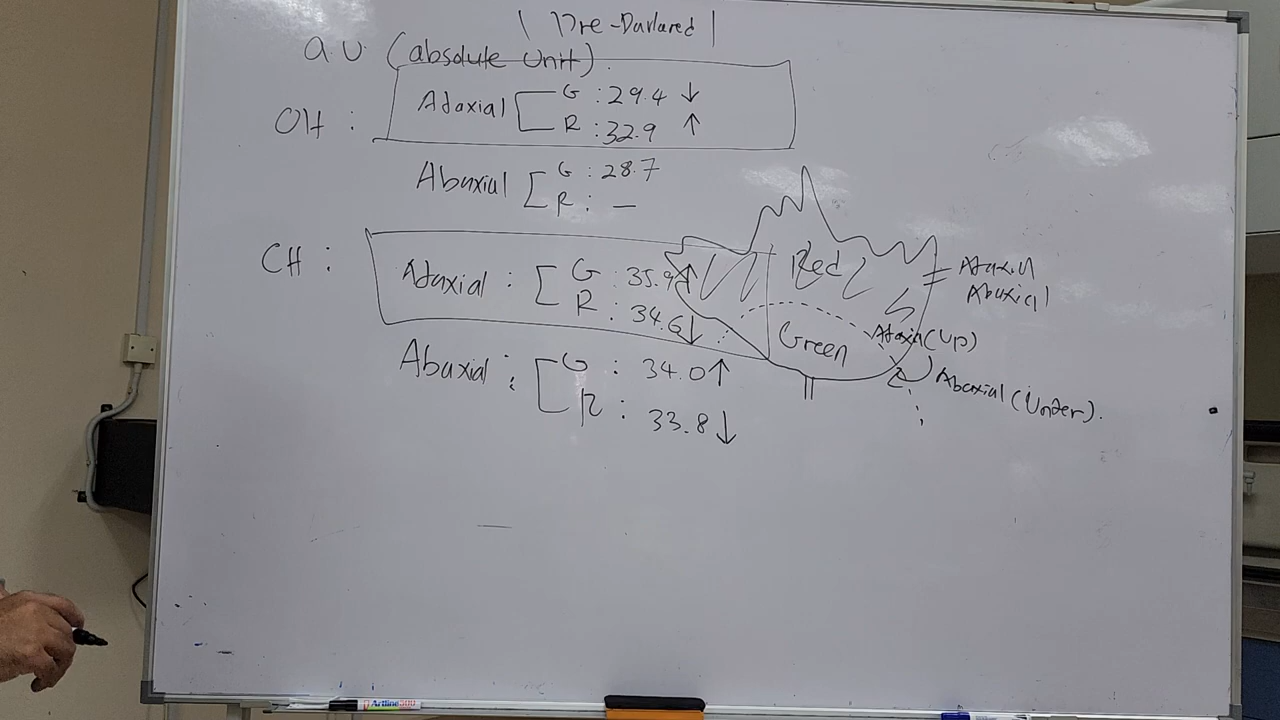 | Pre-Darlared |
a.u. (absolute Unit).
OH :
Adaxial
G : 29.4 ↓
R : 32.9 ↑
Abaxial
G : 28.7
R : —
CH :
Adaxial :
G : 35.9 ↑
R : 34.6 ↓
Abaxial :
G : 34.0 ↑
R : 33.8 ↓
Red
Green
Adaxial
Abaxial
Adaxia (Up)
Abaxial (Under).
Artline 500